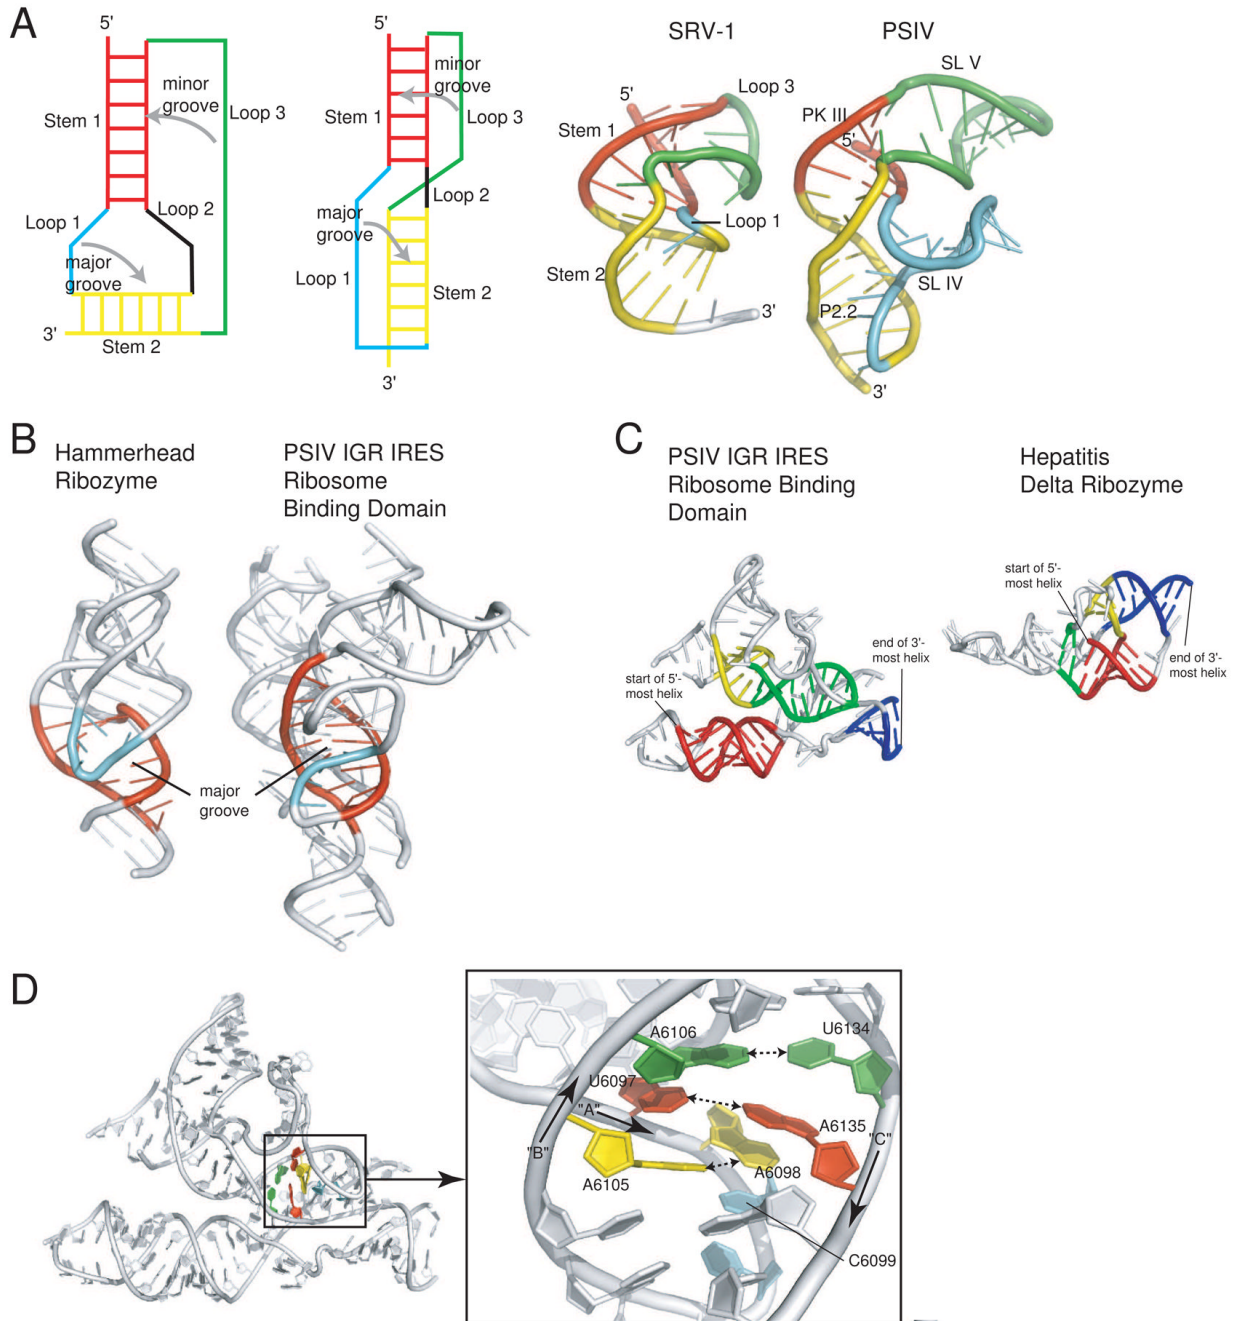 A
5'
minor
groove
Loop 3
Stem 1
Loop 1
Loop 2
major
groove
3'
Stem 2
5'
minor
groove
Stem 1
Loop 3
Loop 2
major
groove
Loop 1
Stem 2
3'
SRV-1
5'
Loop 3
Stem 1
Loop 1
Stem 2
3'
PSIV
SL V
PK III
5'
SL IV
P2.2
3'
B
Hammerhead
Ribozyme
PSIV IGR IRES
Ribosome
Binding Domain
major
groove
C
PSIV IGR IRES
Ribosome Binding
Domain
start of 5'-
most helix
end of 3'-
most helix
Hepatitis
Delta Ribozyme
start of 5'-
most helix
end of 3'-
most helix
D
A6106
U6134
U6097
"A"
A6135
"B"
"C"
A6105
A6098
C6099